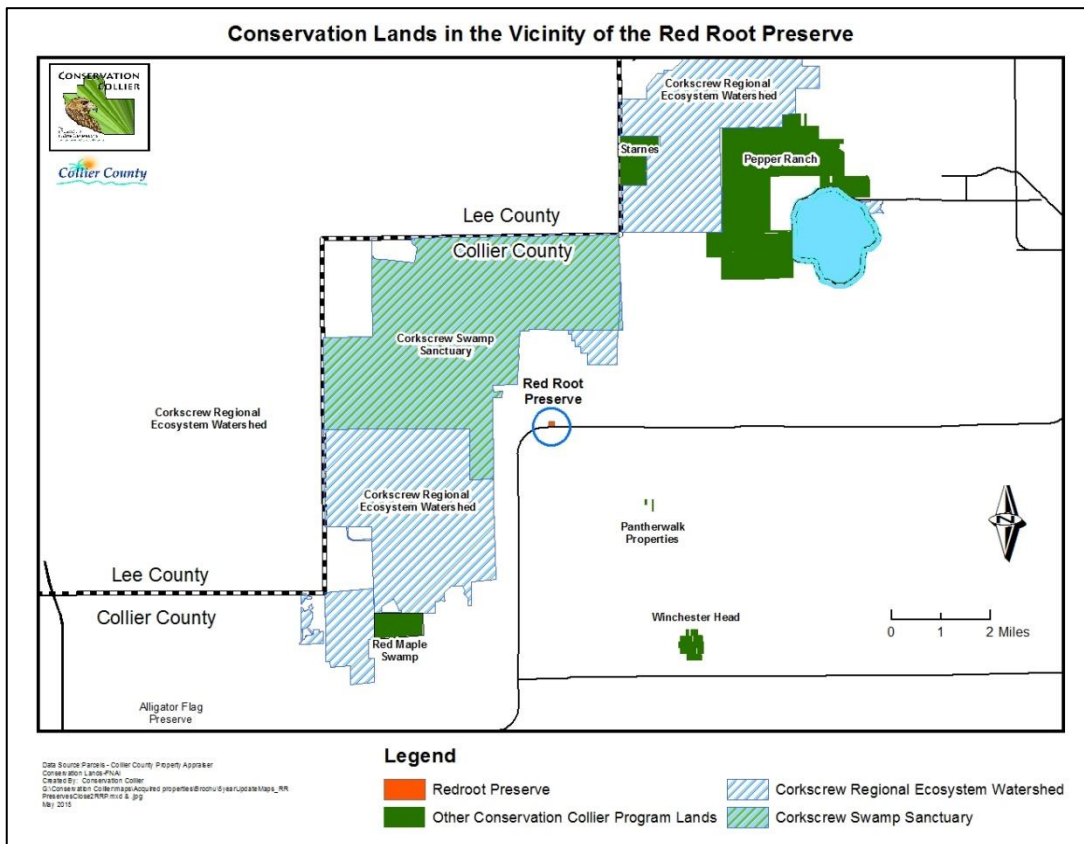 Conservation Lands in the Vicinity of the Red Root Preserve
CONSERVATION
COLLIER
Collier County
Corkscrew Regional
Ecosystem Watershed
Starnes
Pepper Ranch
Lee County
Collier County
Corkscrew Swamp
Sanctuary
Red Root
Preserve
Corkscrew Regional
Ecosystem Watershed
Corkscrew Regional
Ecosystem Watershed
Pantherwalk
Properties
N
Lee County
Collier County
Winchester Head
0 1 2 Miles
Red Maple
Swamp
Alligator Flag
Preserve
Legend
Redroot Preserve
Other Conservation Collier Program Lands
Corkscrew Regional Ecosystem Watershed
Corkscrew Swamp Sanctuary
Data Source:Parcels - Collier County Property Appraiser
Conservation Lands-FNAI
Created By: Conservation Collier
May 2015